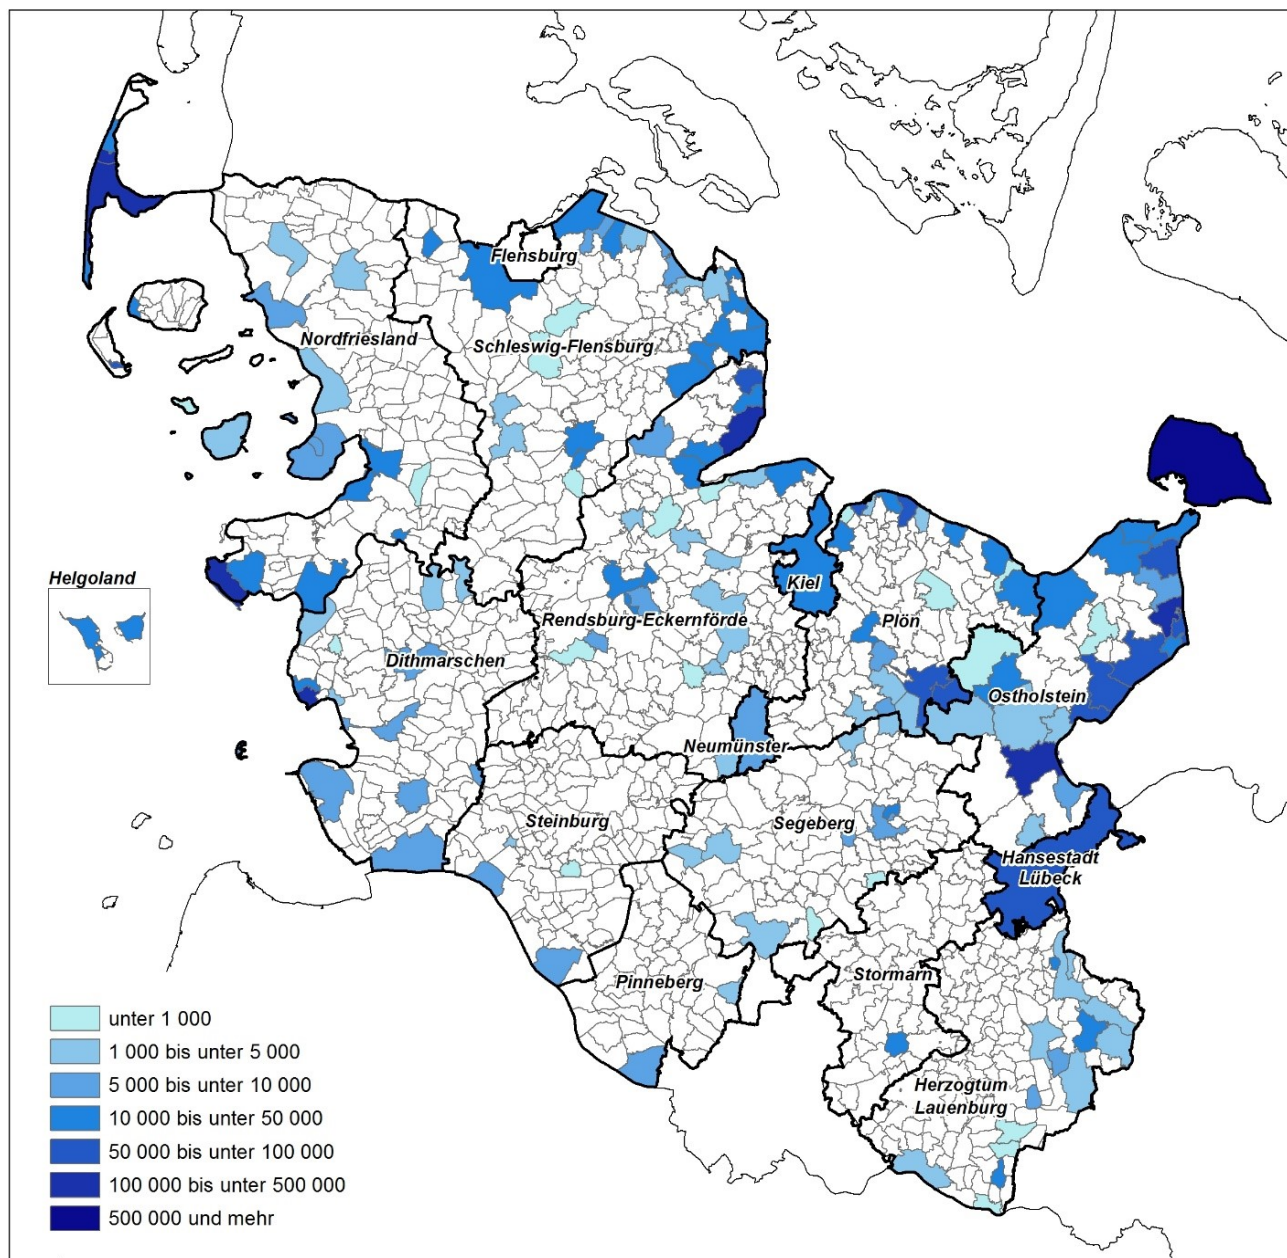 Flensburg
Nordfriesland
Schleswig-Flensburg
Helgoland
Kiel
Rendsburg-Eckernförde
Plön
Dithmarschen
Ostholstein
Neumünster
Steinburg
Segeberg
Hansestadt
Lübeck
Pinneberg
Stormarn
Herzogtum
Lauenburg
unter 1 000
1 000 bis unter 5 000
5 000 bis unter 10 000
10 000 bis unter 50 000
50 000 bis unter 100 000
100 000 bis unter 500 000
500 000 und mehr